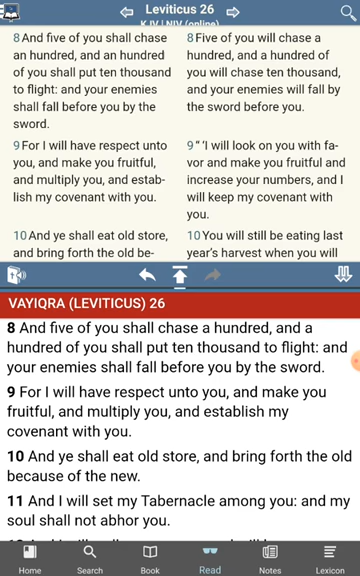 Leviticus 26
KJV | NIV (online)
8 And five of you shall chase
an hundred, and an hundred
of you shall put ten thousand
to flight: and your enemies
shall fall before you by the
sword.
9 For I will have respect unto
you, and make you fruitful,
and multiply you, and estab-
lish my covenant with you.
10 And ye shall eat old store,
and bring forth the old be-
8 Five of you will chase a
hundred, and a hundred of
you will chase ten thousand,
and your enemies will fall by
the sword before you.
9 “ ‘I will look on you with fa-
vor and make you fruitful and
increase your numbers, and I
will keep my covenant with
you.
10 You will still be eating last
year’s harvest when you will
VAYIQRA (LEVITICUS) 26
8 And five of you shall chase a hundred, and a
hundred of you shall put ten thousand to flight: and
your enemies shall fall before you by the sword.
9 For I will have respect unto you, and make you
fruitful, and multiply you, and establish my
covenant with you.
10 And ye shall eat old store, and bring forth the old
because of the new.
11 And I will set my Tabernacle among you: and my
soul shall not abhor you.
Home
Search
Book
Read
Notes
Lexicon